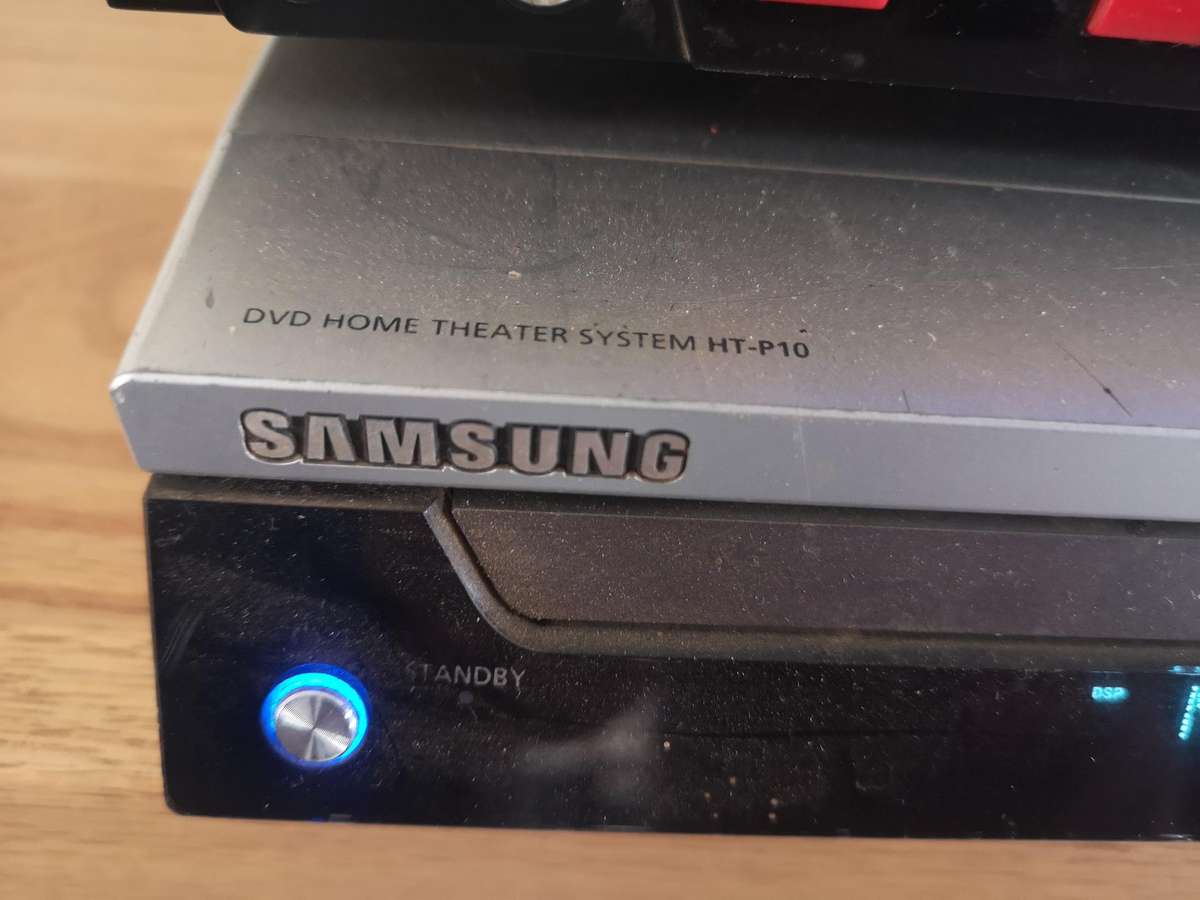 DVD HOME THEATER SYSTEM HT-P10
SAMSUNG
STANDBY
DSP